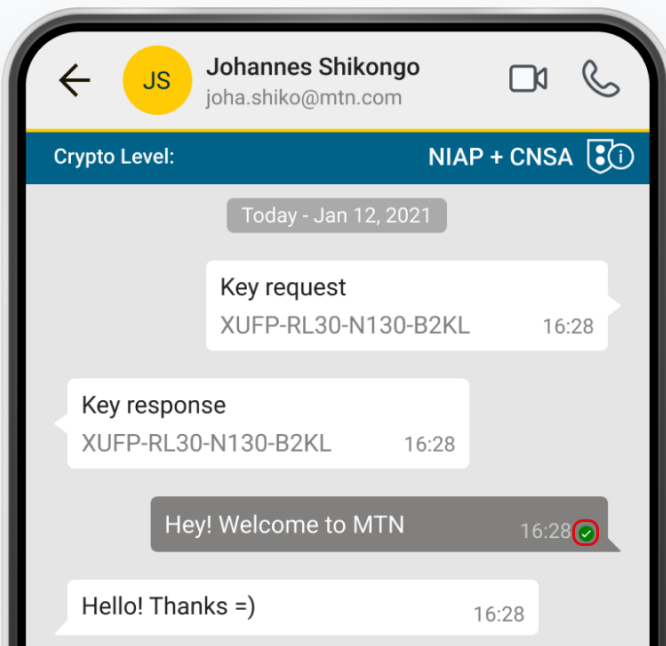 JS
Johannes Shikongo
joha.shiko@mtn.com
Crypto Level: NIAP + CNSA
Today - Jan 12, 2021
Key request
XUFP-RL30-N130-B2KL 16:28
Key response
XUFP-RL30-N130-B2KL 16:28
Hey! Welcome to MTN 16:28
Hello! Thanks =) 16:28